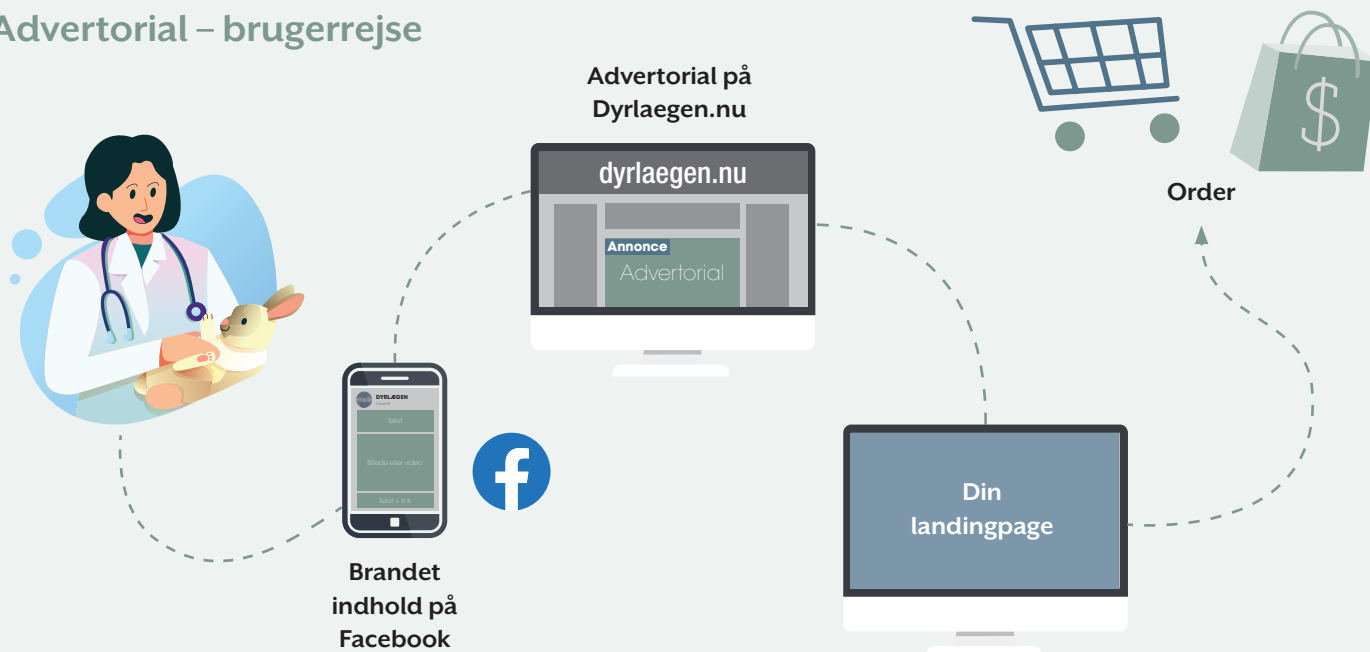 Advertorial – brugerrejse
Advertorial på
Dyrlaegen.nu
dyrlaegen.nu
Annonce
Advertorial
$
Order
DYRLÆGEN
Tekst
Billede eller video
Tekst + link
Brandet
indhold på
Facebook
Din
landingpage